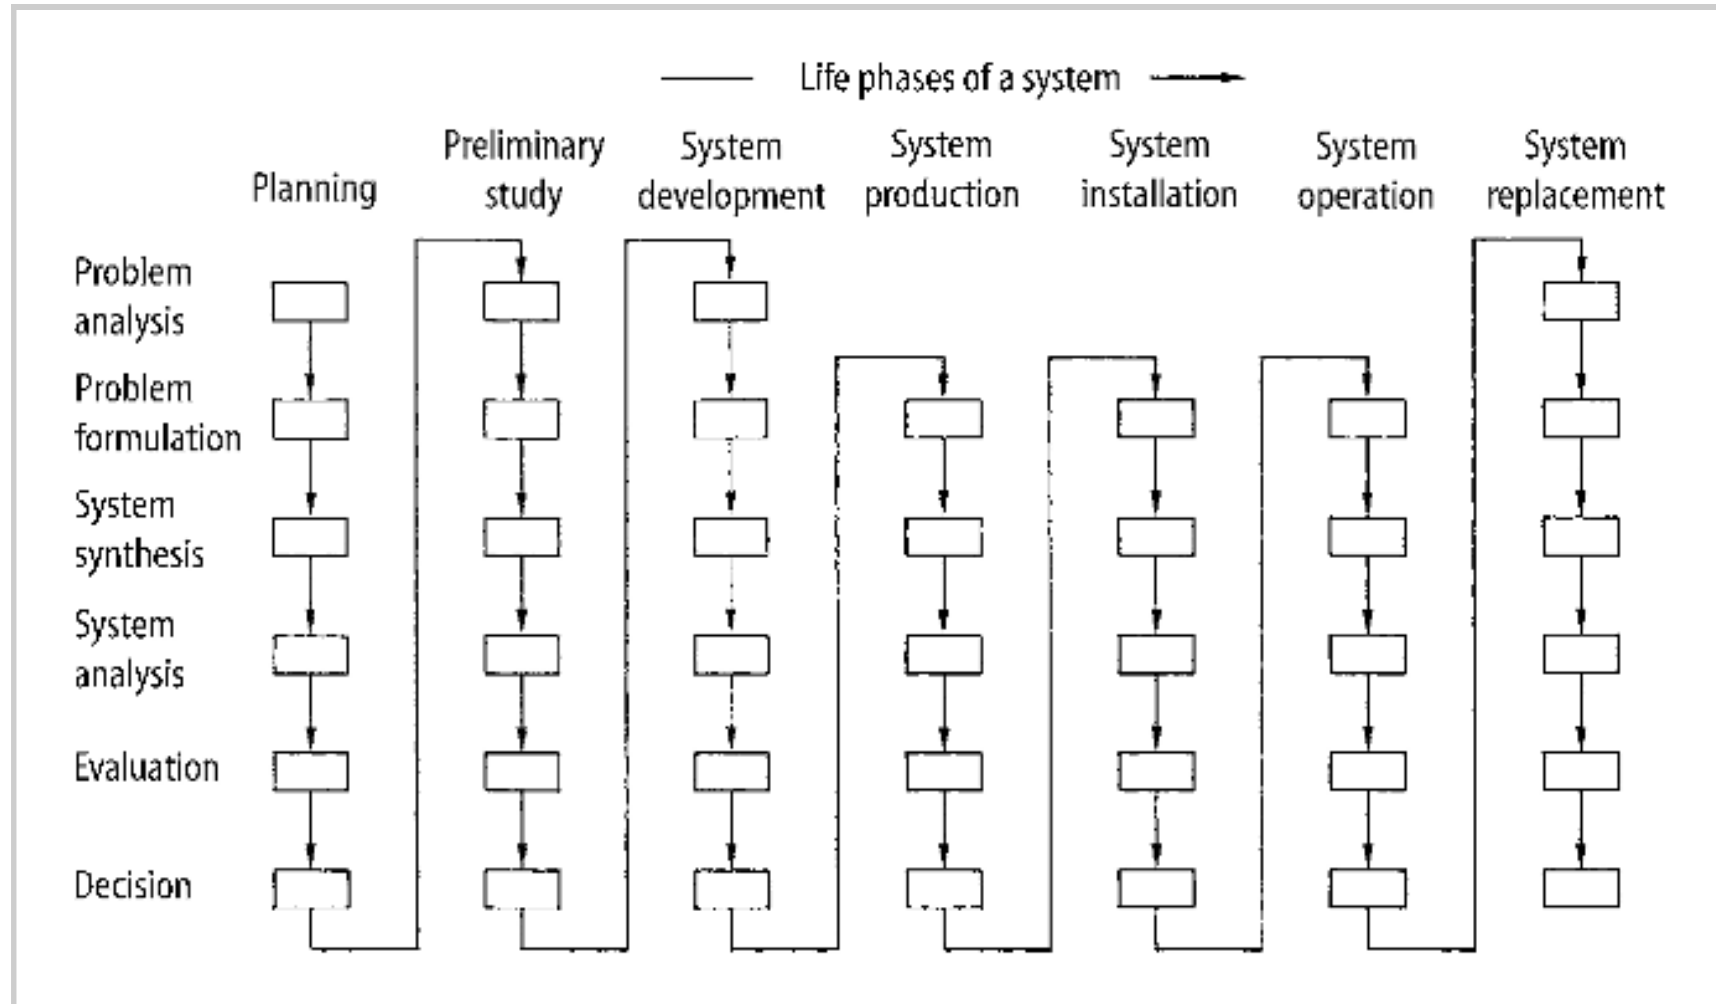 Life phases of a system
Planning
Preliminary
study
System
development
System
production
System
installation
System
operation
System
replacement
Problem
analysis
Problem
formulation
System
synthesis
System
analysis
Evaluation
Decision